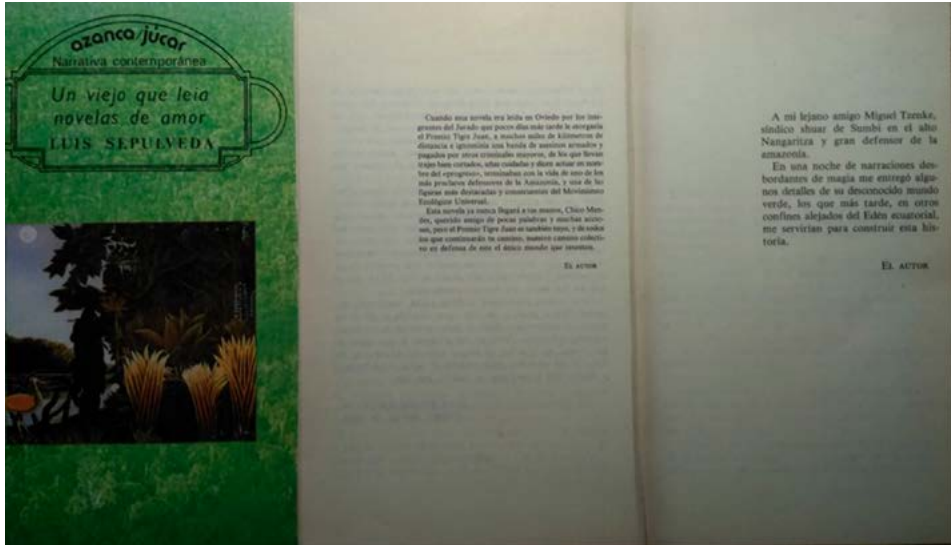 azanca/júcar
Narrativa contemporánea
Un viejo que leía
novelas de amor
LUIS SEPULVEDA
Cuando esta novela era leída en Oviedo por los inte-
grantes del Jurado que pocos días más tarde le otorgaría
el Premio Tigre Juan, a muchos miles de kilómetros de
distancia e ignominia una banda de asesinos armados y
pagados por otros criminales mayores, de los que llevan
trajes bien cortados, uñas cuidadas y dicen actuar en nom-
bre del «progreso», terminaban con la vida de uno de los
más preclaros defensores de la Amazonía, y una de las
figuras más destacadas y consecuentes del Movimiento
Ecológico Universal.
Esta novela ya nunca llegará a tus manos, Chico Men-
des, querido amigo de pocas palabras y muchas accio-
nes, pero el Premio Tigre Juan es también tuyo, y de todos
los que continuarán tu camino, nuestro camino colecti-
vo en defensa de este el único mundo que tenemos.
EL AUTOR
A mi lejano amigo Miguel Tzenke,
síndico shuar de Sumbi en el alto
Nangaritza y gran defensor de la
amazonía.
En una noche de narraciones des-
bordantes de magia me entregó algu-
nos detalles de su desconocido mundo
verde, los que más tarde, en otros
confines alejados del Edén ecuatorial,
me servirían para construir esta his-
toria.
EL AUTOR